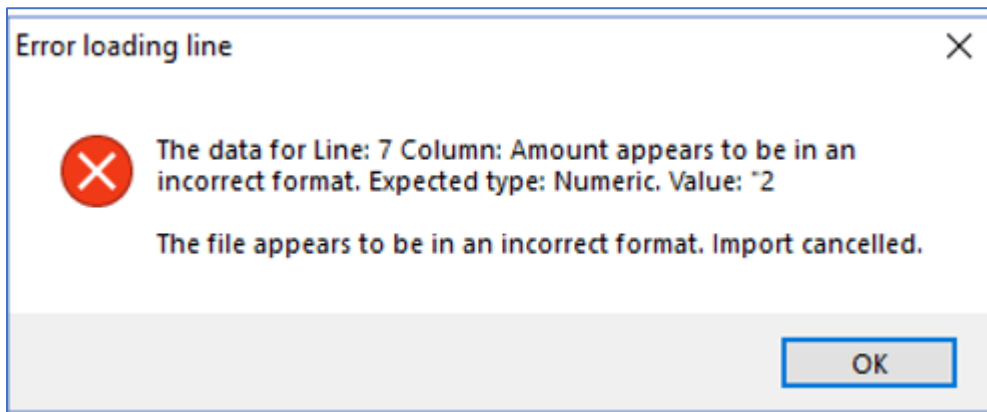 Error loading line
The data for Line: 7 Column: Amount appears to be in an
incorrect format. Expected type: Numeric. Value: "2
The file appears to be in an incorrect format. Import cancelled.
OK